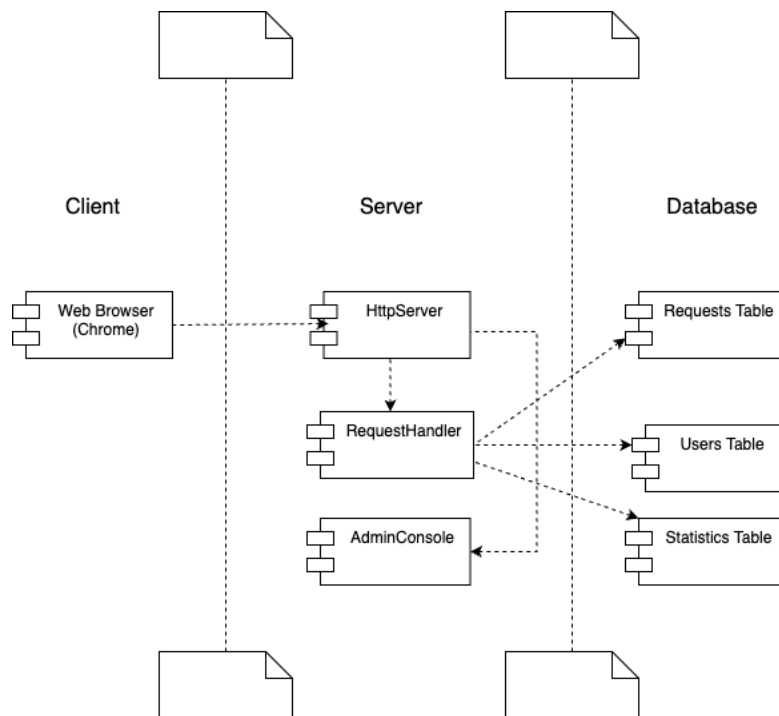 Client
Server
Database
Web Browser
(Chrome)
HttpServer
Requests Table
RequestHandler
Users Table
AdminConsole
Statistics Table